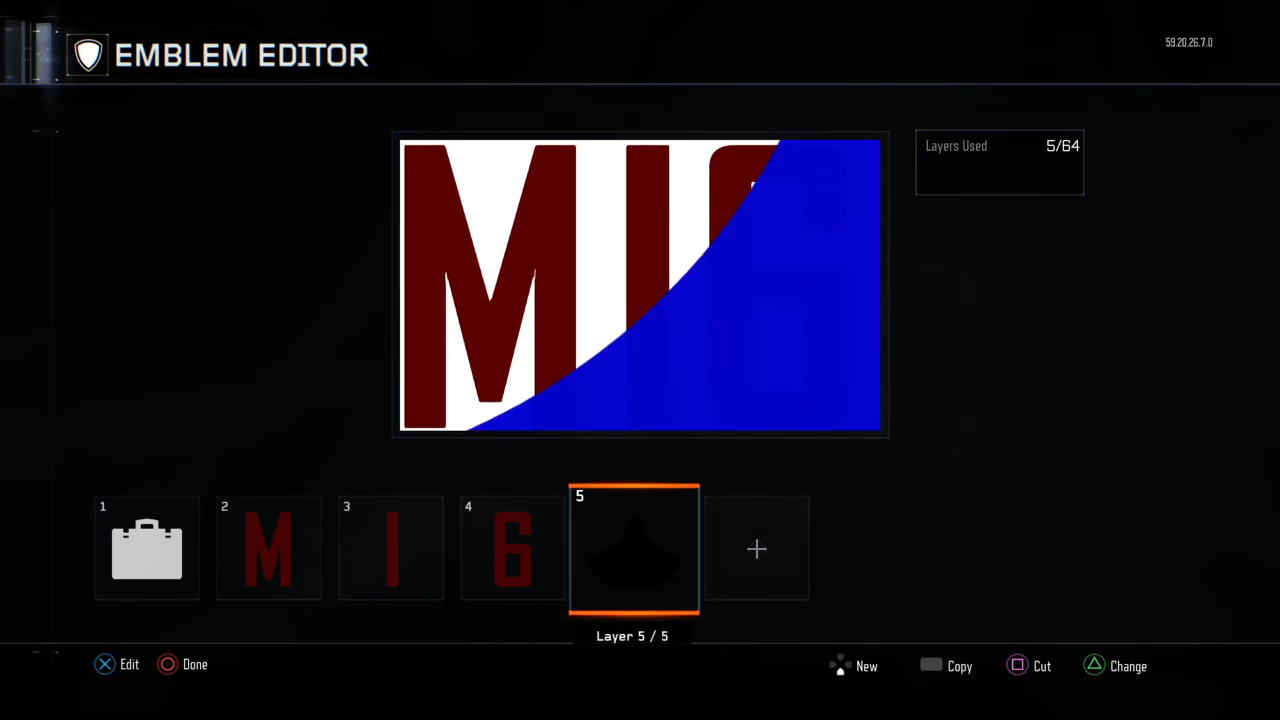 EMBLEM EDITOR
59.20.26.7.0
MI6
Layers Used 5/64
1 2 3 4 5
M I 6
Layer 5 / 5
Edit Done New Copy Cut Change